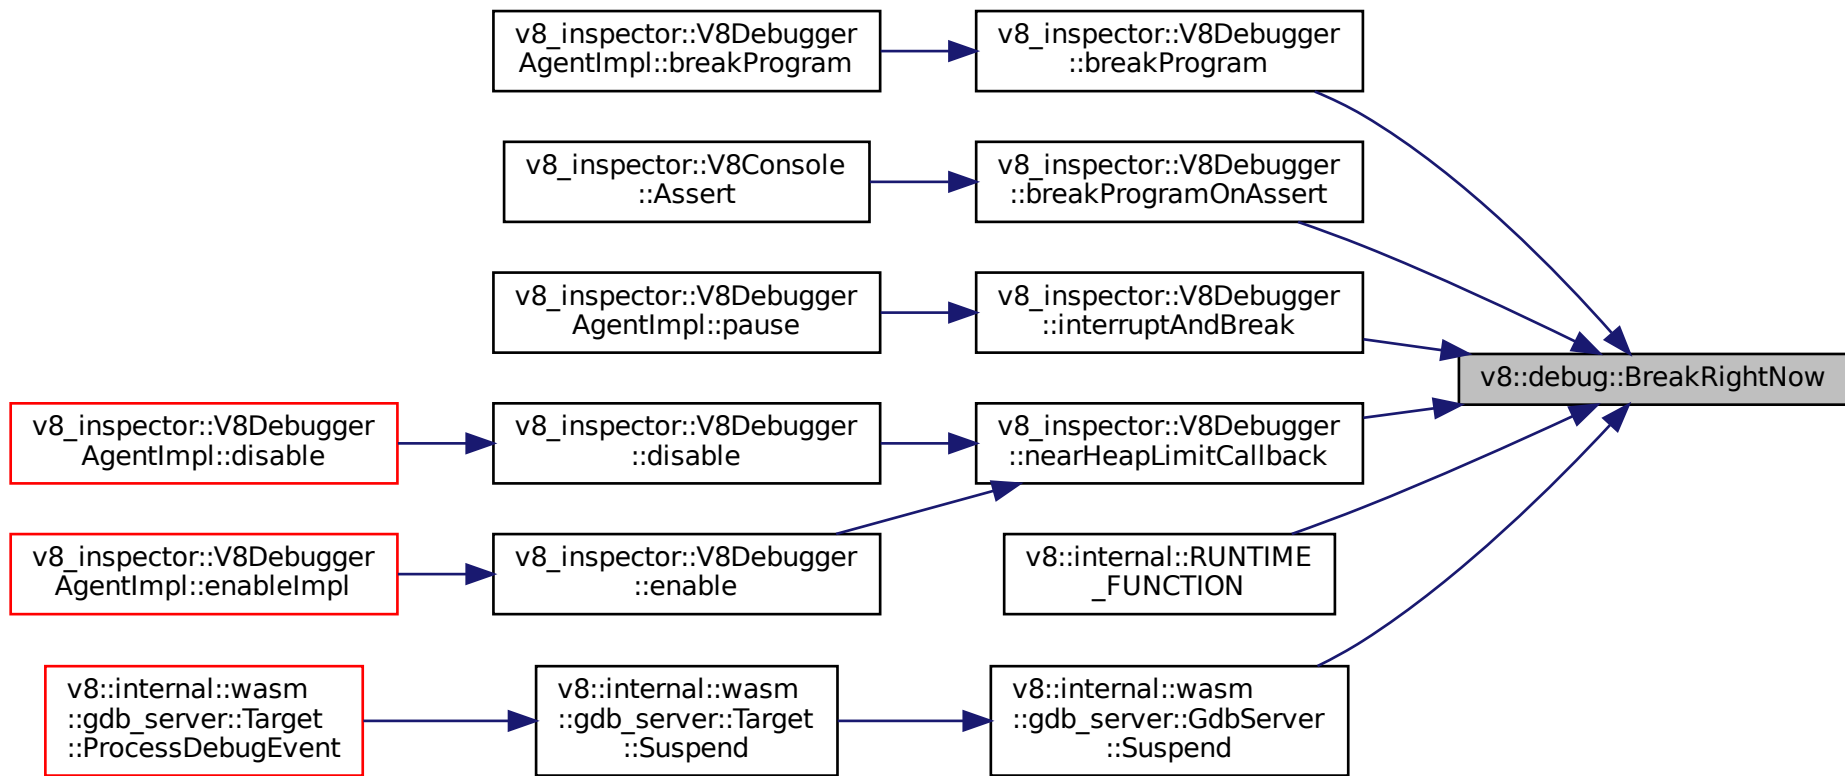 v8_inspector::V8Debugger
AgentImpl::breakProgram
v8_inspector::V8Debugger
::breakProgram
v8_inspector::V8Console
::Assert
v8_inspector::V8Debugger
::breakProgramOnAssert
v8_inspector::V8Debugger
AgentImpl::pause
v8_inspector::V8Debugger
::interruptAndBreak
v8::debug::BreakRightNow
v8_inspector::V8Debugger
AgentImpl::disable
v8_inspector::V8Debugger
::disable
v8_inspector::V8Debugger
::nearHeapLimitCallback
v8_inspector::V8Debugger
AgentImpl::enableImpl
v8_inspector::V8Debugger
::enable
v8::internal::RUNTIME
_FUNCTION
v8::internal::wasm
::gdb_server::Target
::ProcessDebugEvent
v8::internal::wasm
::gdb_server::Target
::Suspend
v8::internal::wasm
::gdb_server::GdbServer
::Suspend